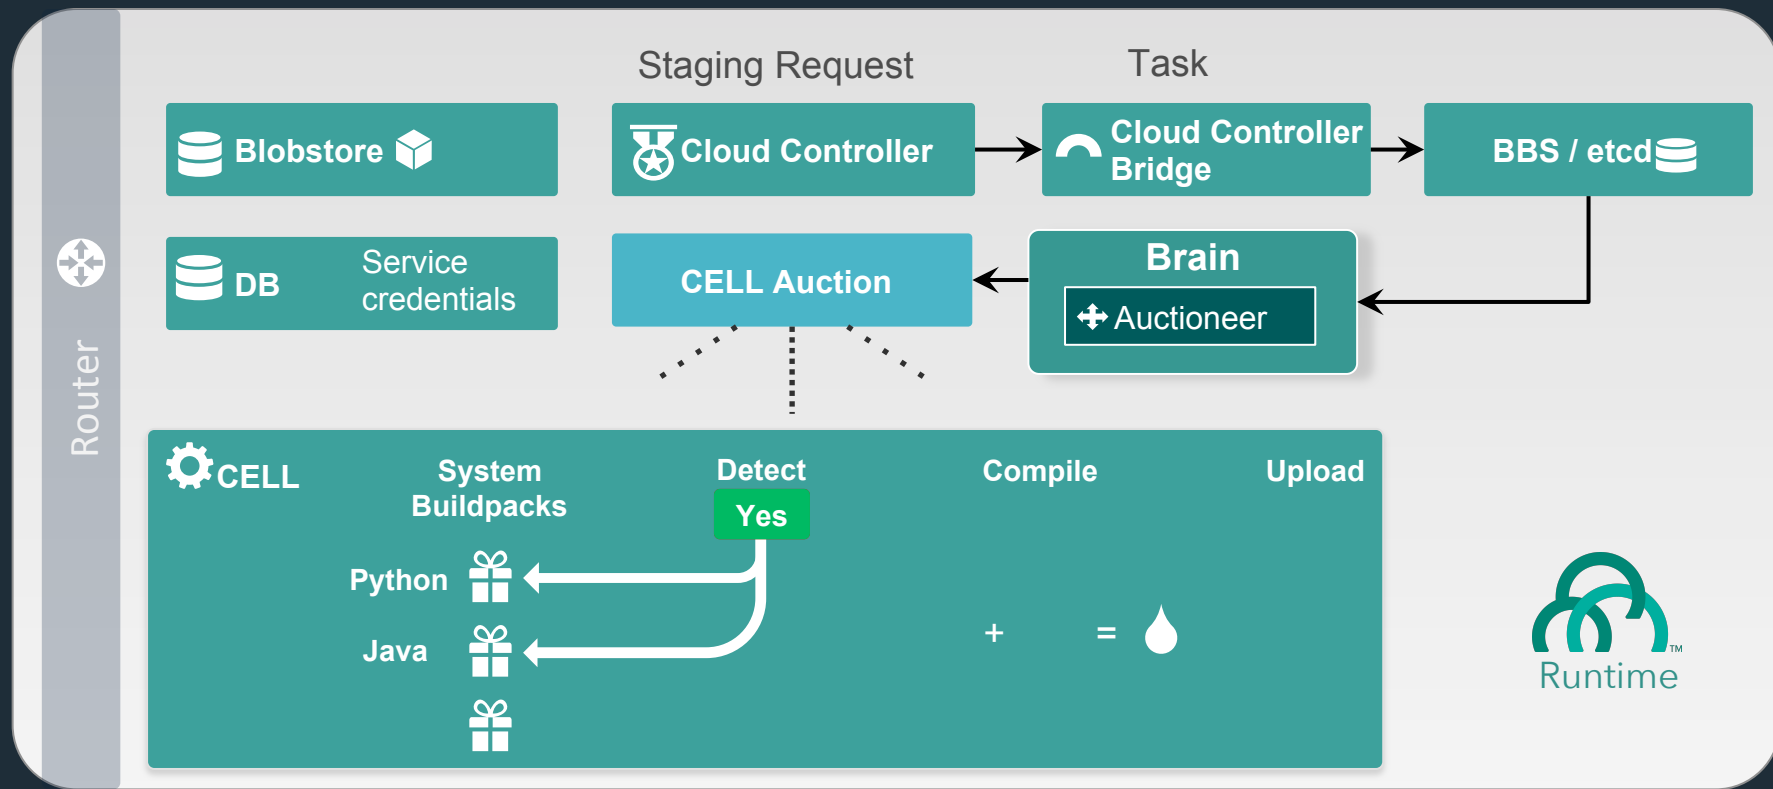 Staging Request
Task
Blobstore
Cloud Controller
Cloud Controller
Bridge
BBS / etcd
DB
Service
credentials
CELL Auction
Brain
Auctioneer
Router
CELL
System
Buildpacks
Detect
Compile
Upload
Yes
Python
Java
+ =
TM
Runtime